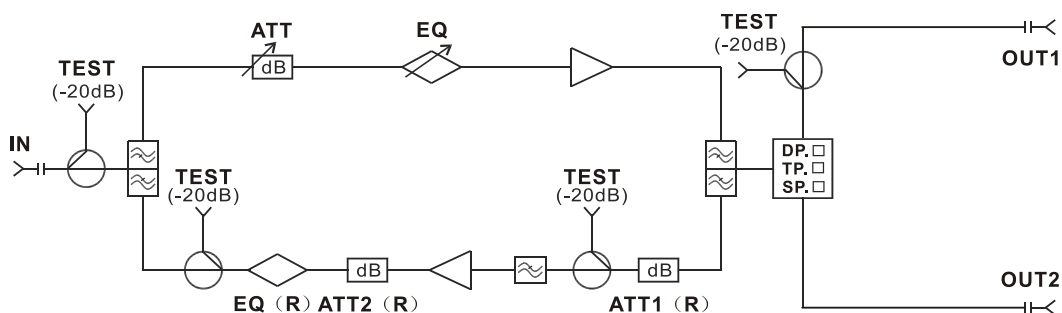 ATT
dB
EQ
TEST
(-20dB)
TEST
(-20dB)
OUT1
IN
TEST
(-20dB)
TEST
(-20dB)
DP. □
TP. □
SP. □
dB
dB
EQ（R）
ATT2（R）
ATT1（R）
OUT2